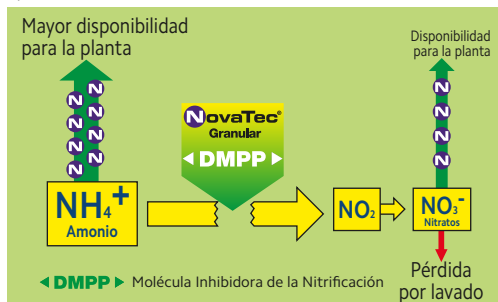 Mayor disponibilidad
para la planta
Disponibilidad
para la planta
N
N
N
N
N
N
N
N
N
N
N
NovaTec®
Granular
DMPP
NH₄⁺
Amonio
NO₂
NO₃⁻
Nitratos
DMPP Molécula Inhibidora de la Nitrificación
Pérdida
por lavado